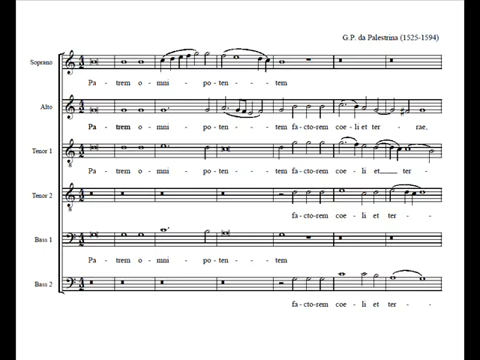 G.P. da Palestrina (1525-1594)
Soprano
Pa - trem o - mni - po - ten - tem
Alto
Pa - trem o - mni - po - ten - tem fa - cto - rem coe - li et ter - rae,
Tenor 1
Pa - trem o - mni - po - ten - tem fa - cto - rem coe - li et ter -
Tenor 2
fa - cto - rem coe - li et ter - -
Bass 1
Pa - trem o - mni - po - ten - tem
Bass 2
fa - cto - rem coe - li et ter - -